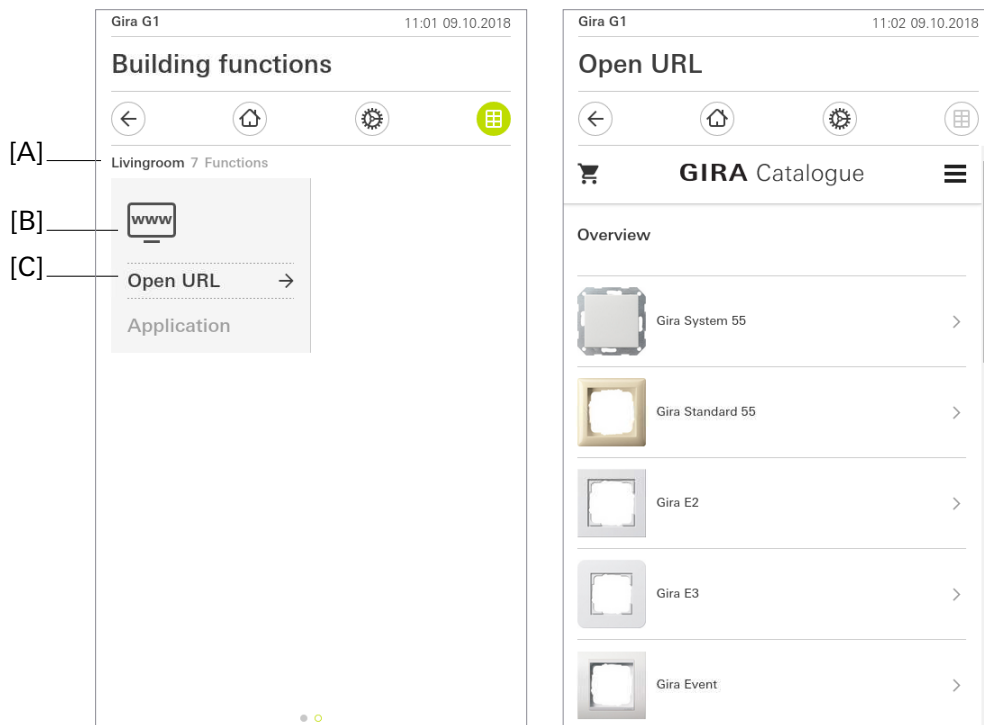 Gira G1 11:01 09.10.2018
Building functions
[A]
Livingroom 7 Functions
[B]
www
[C]
Open URL
Application
Gira G1 11:02 09.10.2018
Open URL
GIRA Catalogue
Overview
Gira System 55
Gira Standard 55
Gira E2
Gira E3
Gira Event